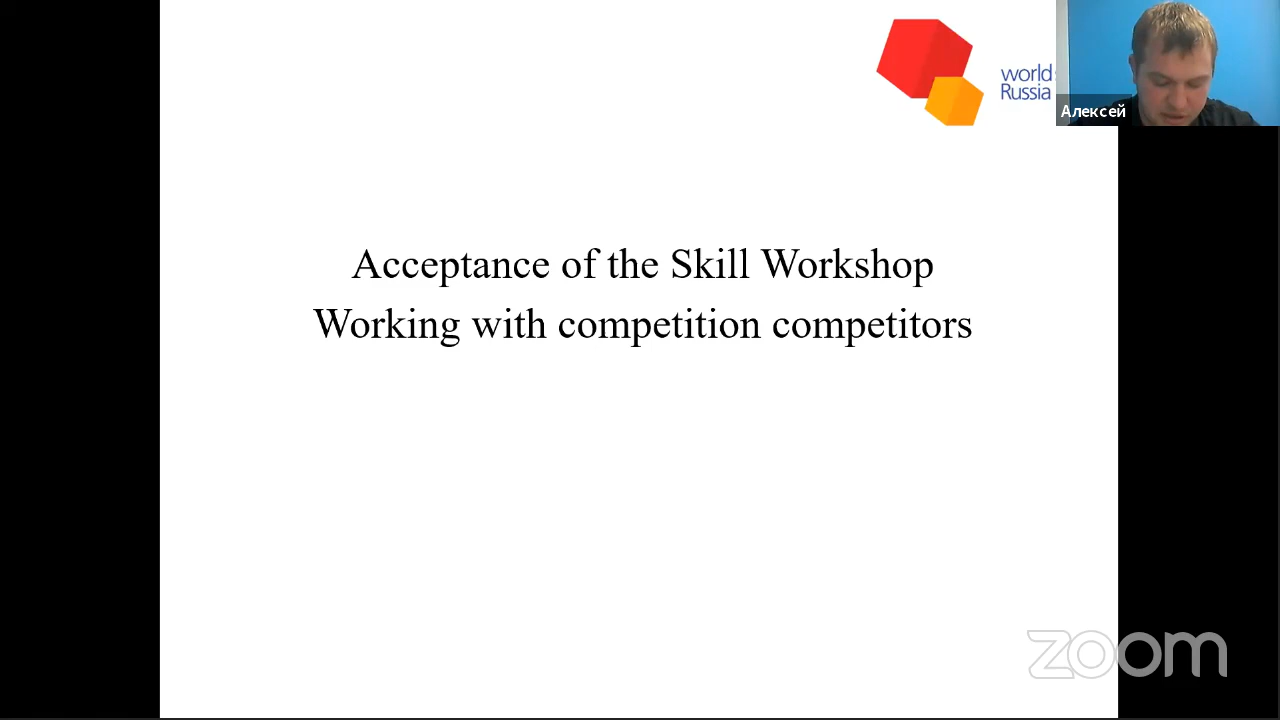 world
Russia
Алексей
Acceptance of the Skill Workshop
Working with competition competitors
zoom